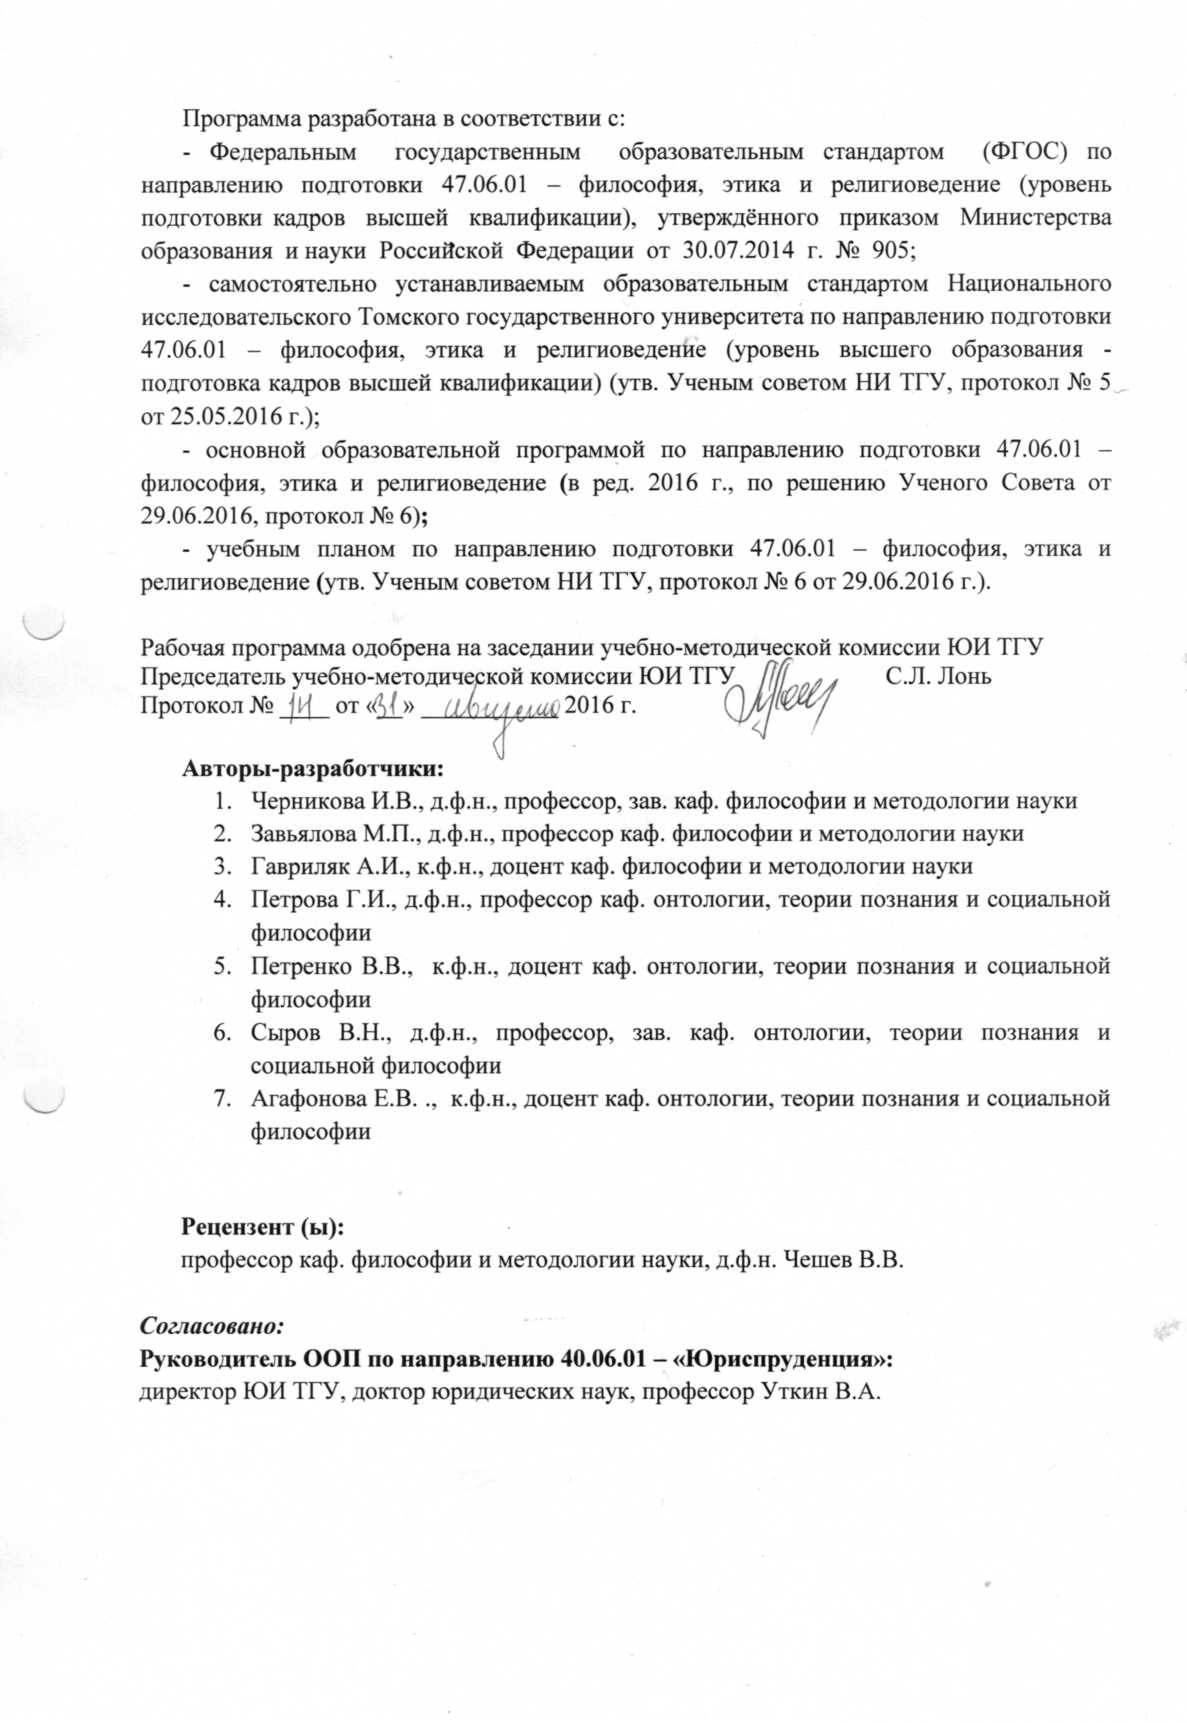 Программа разработана в соответствии с:
- Федеральным государственным образовательным стандартом (ФГОС) по
направлению подготовки 47.06.01 – философия, этика и религиоведение (уровень
подготовки кадров высшей квалификации), утверждённого приказом Министерства
образования и науки Российской Федерации от 30.07.2014 г. № 905;
- самостоятельно устанавливаемым образовательным стандартом Национального
исследовательского Томского государственного университета по направлению подготовки
47.06.01 – философия, этика и религиоведение (уровень высшего образования -
подготовка кадров высшей квалификации) (утв. Ученым советом НИ ТГУ, протокол № 5
от 25.05.2016 г.);
- основной образовательной программой по направлению подготовки 47.06.01 –
философия, этика и религиоведение (в ред. 2016 г., по решению Ученого Совета от
29.06.2016, протокол № 6);
- учебным планом по направлению подготовки 47.06.01 – философия, этика и
религиоведение (утв. Ученым советом НИ ТГУ, протокол № 6 от 29.06.2016 г.).
Рабочая программа одобрена на заседании учебно-методической комиссии ЮИ ТГУ
Председатель учебно-методической комиссии ЮИ ТГУ С.Л. Лонь
Протокол № 14 от «31» августа 2016 г.
Авторы-разработчики:
1. Черникова И.В., д.ф.н., профессор, зав. каф. философии и методологии науки
2. Завьялова М.П., д.ф.н., профессор каф. философии и методологии науки
3. Гавриляк А.И., к.ф.н., доцент каф. философии и методологии науки
4. Петрова Г.И., д.ф.н., профессор каф. онтологии, теории познания и социальной
философии
5. Петренко В.В., к.ф.н., доцент каф. онтологии, теории познания и социальной
философии
6. Сыров В.Н., д.ф.н., профессор, зав. каф. онтологии, теории познания и
социальной философии
7. Агафонова Е.В. ., к.ф.н., доцент каф. онтологии, теории познания и социальной
философии
Рецензент (ы):
профессор каф. философии и методологии науки, д.ф.н. Чешев В.В.
Согласовано:
Руководитель ООП по направлению 40.06.01 – «Юриспруденция»:
директор ЮИ ТГУ, доктор юридических наук, профессор Уткин В.А.